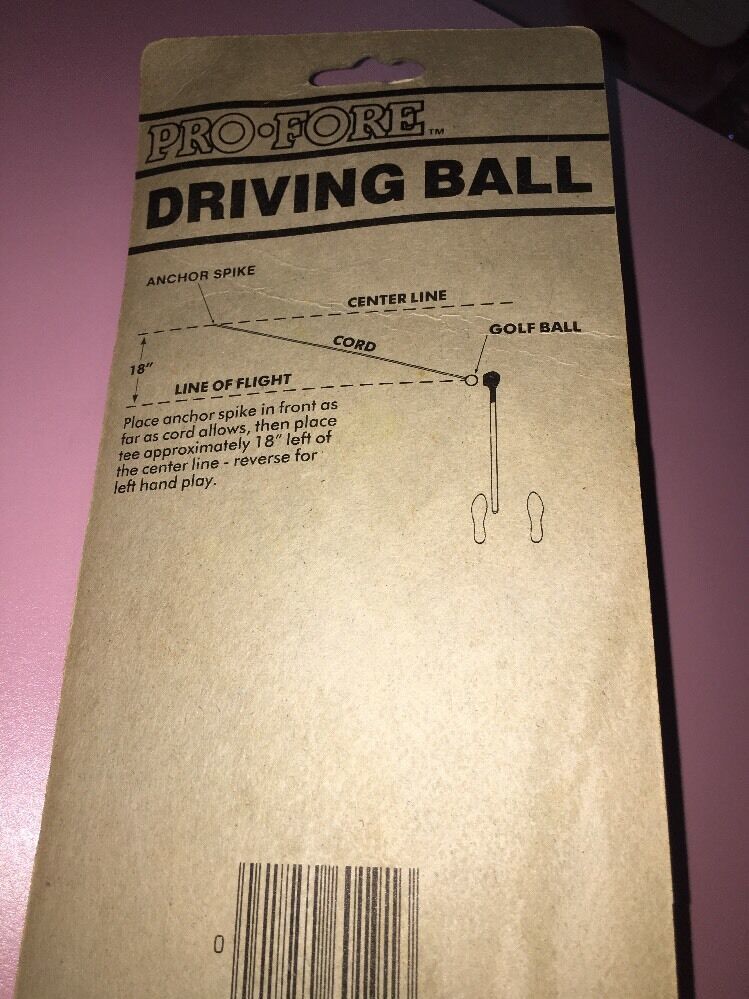 PRO•FORE™
DRIVING BALL
ANCHOR SPIKE
CENTER LINE
GOLF BALL
CORD
18"
LINE OF FLIGHT
Place anchor spike in front as
far as cord allows, then place
tee approximately 18" left of
the center line - reverse for
left hand play.
0